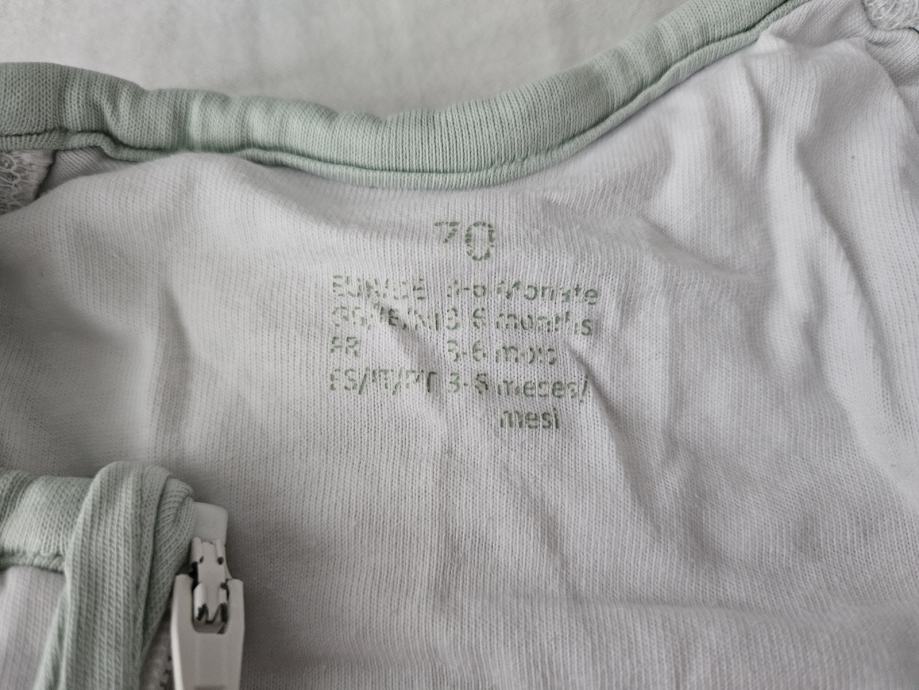 70
3-6 Monate
3-6 months
FR 3-6 mois
ES/IT/PT 3-6 meses/
mesi